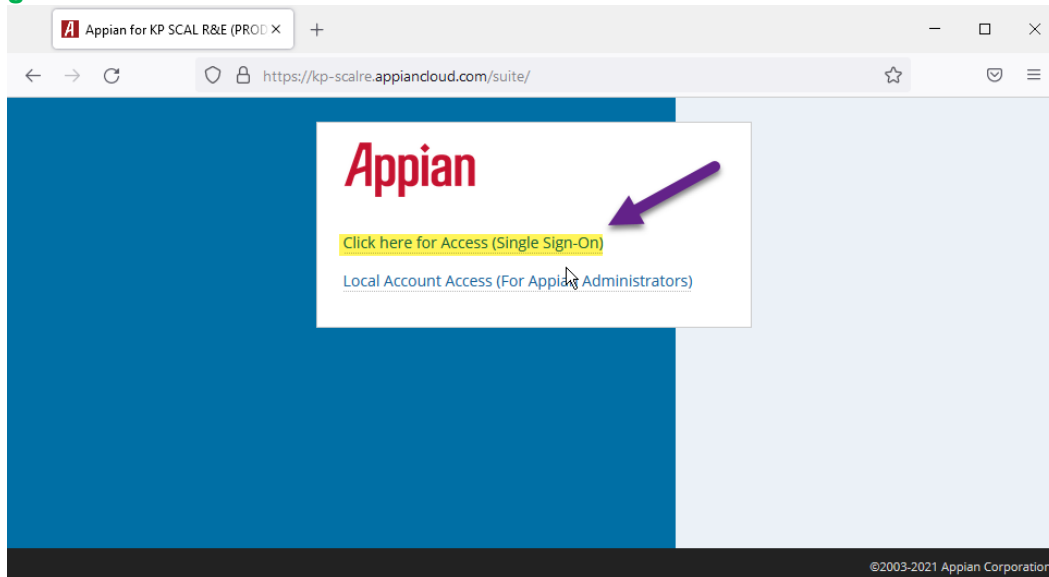 Appian for KP SCAL R&E (PROD
https://kp-scalre.appiancloud.com/suite/
Appian
Click here for Access (Single Sign-On)
Local Account Access (For Appian Administrators)
©2003-2021 Appian Corporation